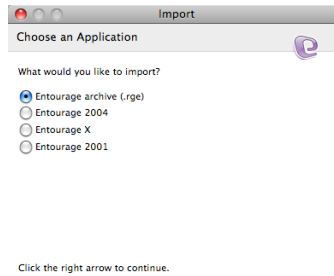 Import
Choose an Application
What would you like to import?
Entourage archive (.rge)
Entourage 2004
Entourage X
Entourage 2001
Click the right arrow to continue.